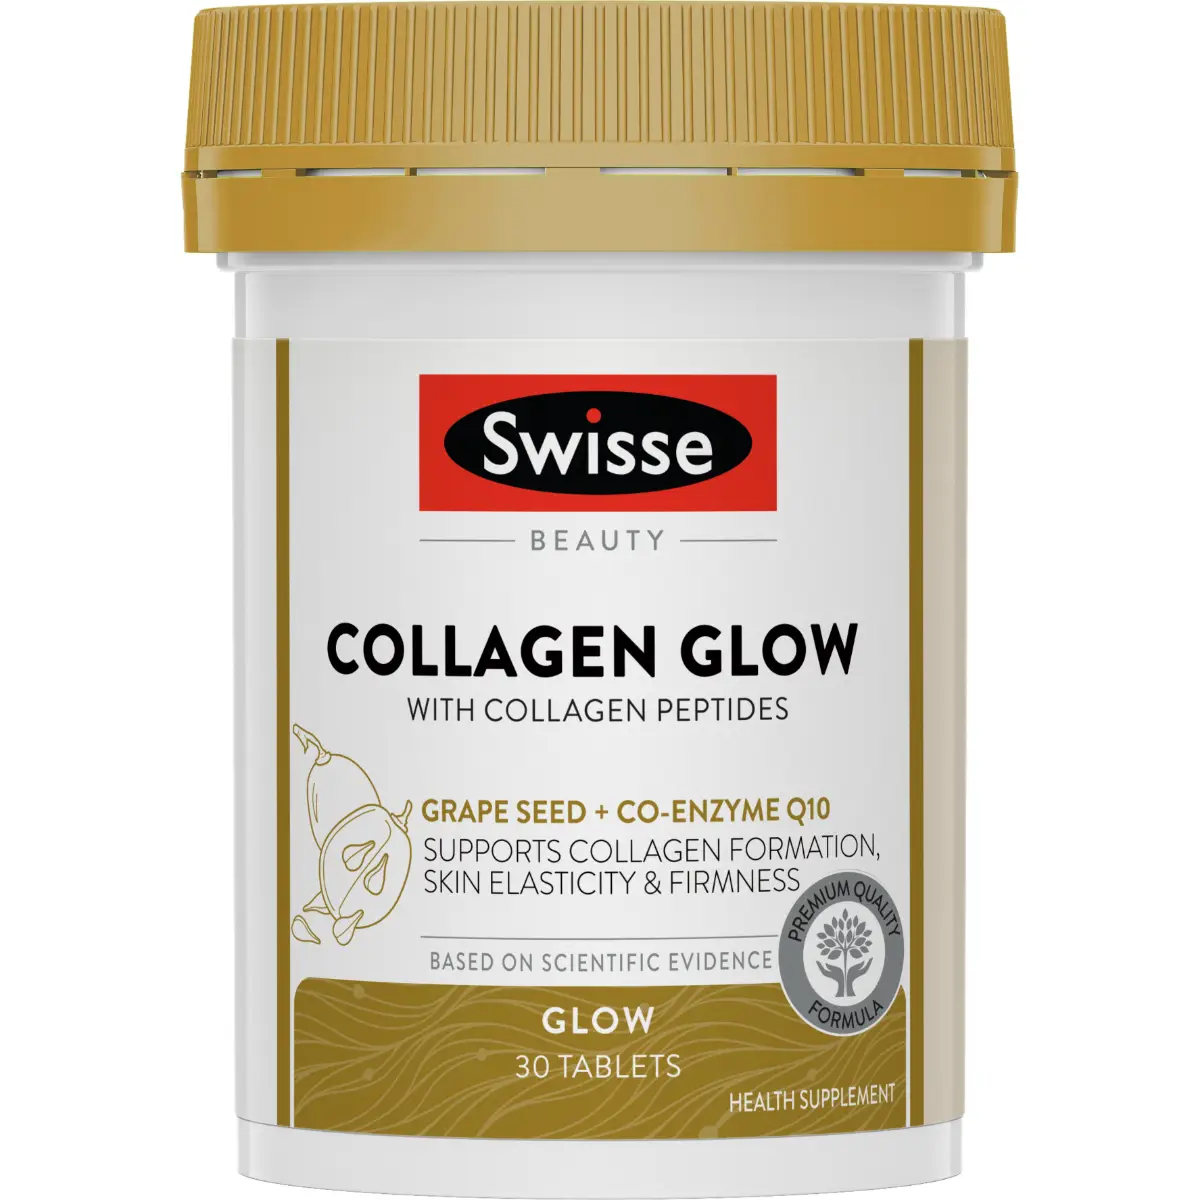 Swisse
BEAUTY
COLLAGEN GLOW
WITH COLLAGEN PEPTIDES
GRAPE SEED + CO-ENZYME Q10
SUPPORTS COLLAGEN FORMATION,
SKIN ELASTICITY & FIRMNESS
PREMIUM QUALITY
FORMULA
BASED ON SCIENTIFIC EVIDENCE
GLOW
30 TABLETS
HEALTH SUPPLEMENT